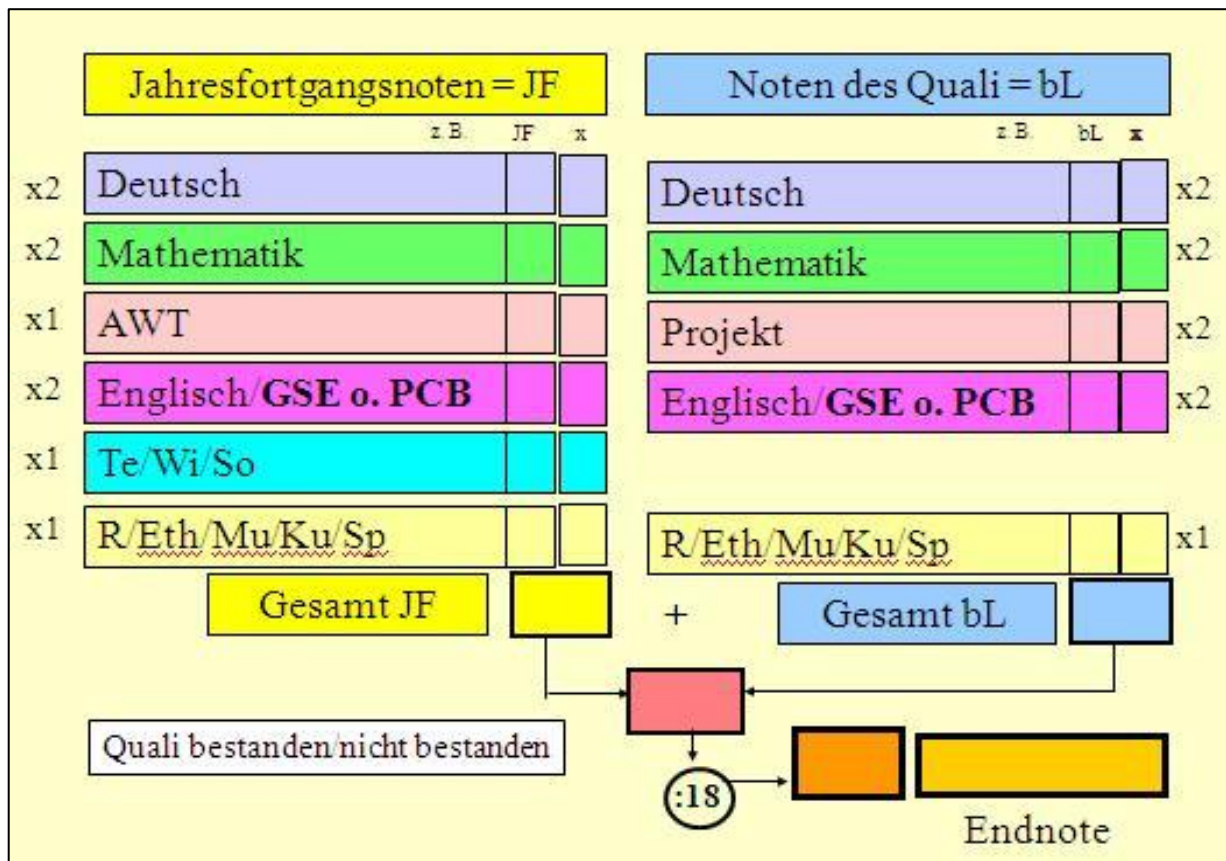 Jahresfortgangsnoten = JF
z. B. JF x
x2 Deutsch
x2 Mathematik
x1 AWT
x2 Englisch/GSE o. PCB
x1 Te/Wi/So
x1 R/Eth/Mu/Ku/Sp
Gesamt JF
Noten des Quali = bL
z. B. bL x
Deutsch x2
Mathematik x2
Projekt x2
Englisch/GSE o. PCB x2
R/Eth/Mu/Ku/Sp x1
+
Gesamt bL
Quali bestanden/nicht bestanden
:18
Endnote